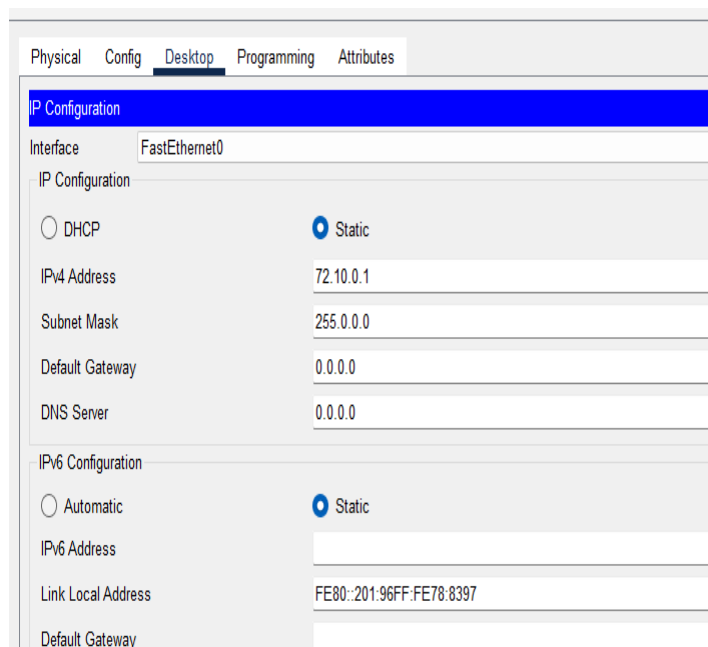 Physical Config Desktop Programming Attributes
IP Configuration
Interface FastEthernet0
IP Configuration
DHCP Static
IPv4 Address 72.10.0.1
Subnet Mask 255.0.0.0
Default Gateway 0.0.0.0
DNS Server 0.0.0.0
IPv6 Configuration
Automatic Static
IPv6 Address
Link Local Address FE80::201:96FF:FE78:8397
Default Gateway